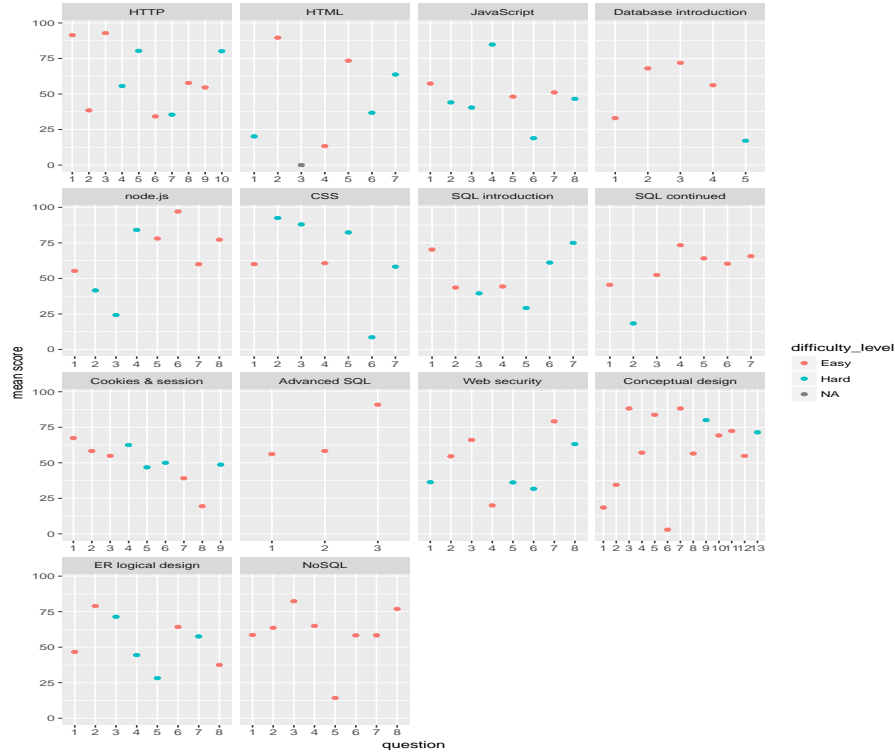 HTTP HTML JavaScript Database introduction
100
75
50
25
0
1 2 3 4 5 6 7 8 9 10 1 2 3 4 5 6 7 1 2 3 4 5 6 7 8 1 2 3 4 5
node.js CSS SQL introduction SQL continued
100
75
50
25
0
1 2 3 4 5 6 7 8 1 2 3 4 5 6 7 1 2 3 4 5 6 7 1 2 3 4 5 6 7
mean score
difficulty_level
Easy
Hard
NA
Cookies & session Advanced SQL Web security Conceptual design
100
75
50
25
0
1 2 3 4 5 6 7 8 9 1 2 3 1 2 3 4 5 6 7 8 1 2 3 4 5 6 7 8 9 10 11 12 13
ER logical design NoSQL
100
75
50
25
0
1 2 3 4 5 6 7 8 1 2 3 4 5 6 7 8
question